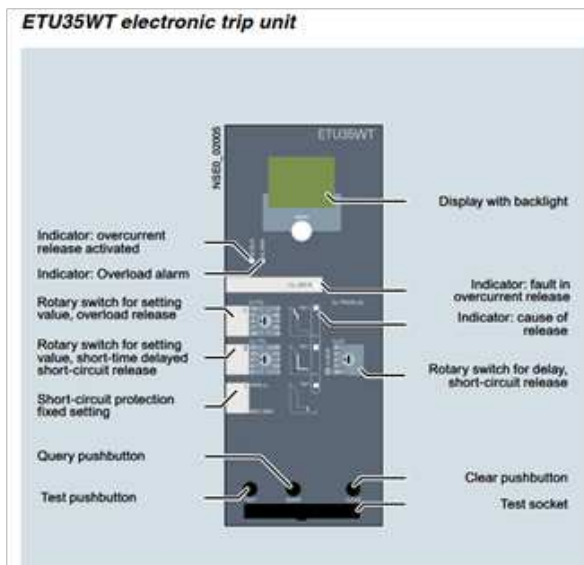 ETU35WT electronic trip unit
ETU35WT
NSE0_02005
Display with backlight
Indicator: overcurrent
release activated
Indicator: Overload alarm
Indicator: fault in
overcurrent release
Rotary switch for setting
value, overload release
Indicator: cause of
release
Rotary switch for setting
value, short-time delayed
short-circuit release
Rotary switch for delay,
short-circuit release
Short-circuit protection
fixed setting
Query pushbutton
Clear pushbutton
Test pushbutton
Test socket